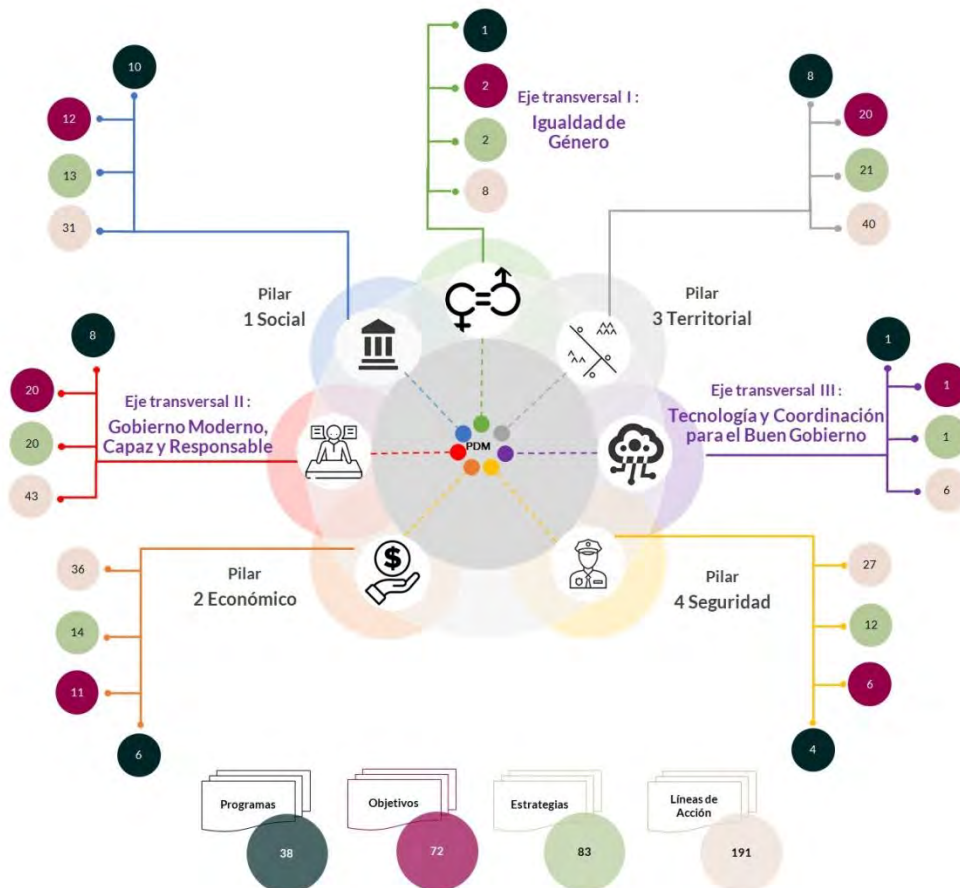 1
10
2
Eje transversal I :
Igualdad de
Género
8
12
20
2
13
21
8
31
40
Pilar
1 Social
Pilar
3 Territorial
8
1
20
Eje transversal II :
Gobierno Moderno,
Capaz y Responsable
20
43
PDM
Eje transversal III :
Tecnología y Coordinación
para el Buen Gobierno
1
1
6
$
36
Pilar
2 Económico
14
11
6
Pilar
4 Seguridad
27
12
6
4
Programas
38
Objetivos
72
Estrategias
83
Líneas de
Acción
191